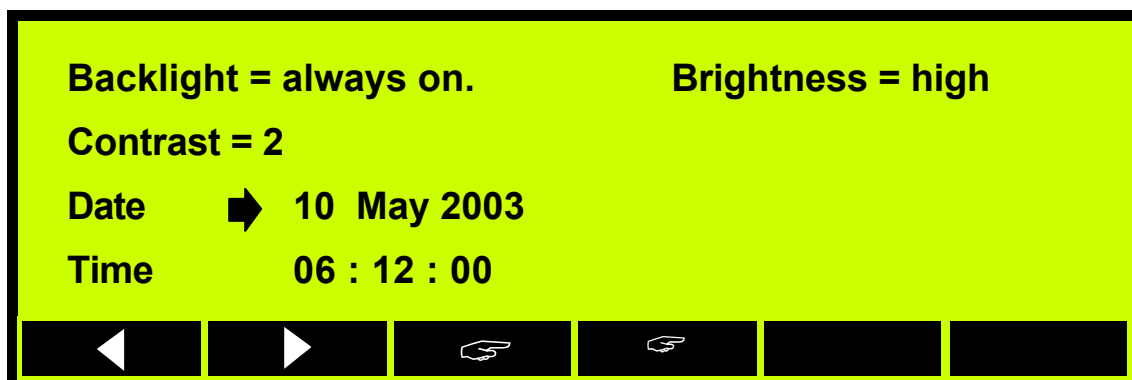 Backlight = always on. Brightness = high
Contrast = 2
Date 10 May 2003
Time 06 : 12 : 00